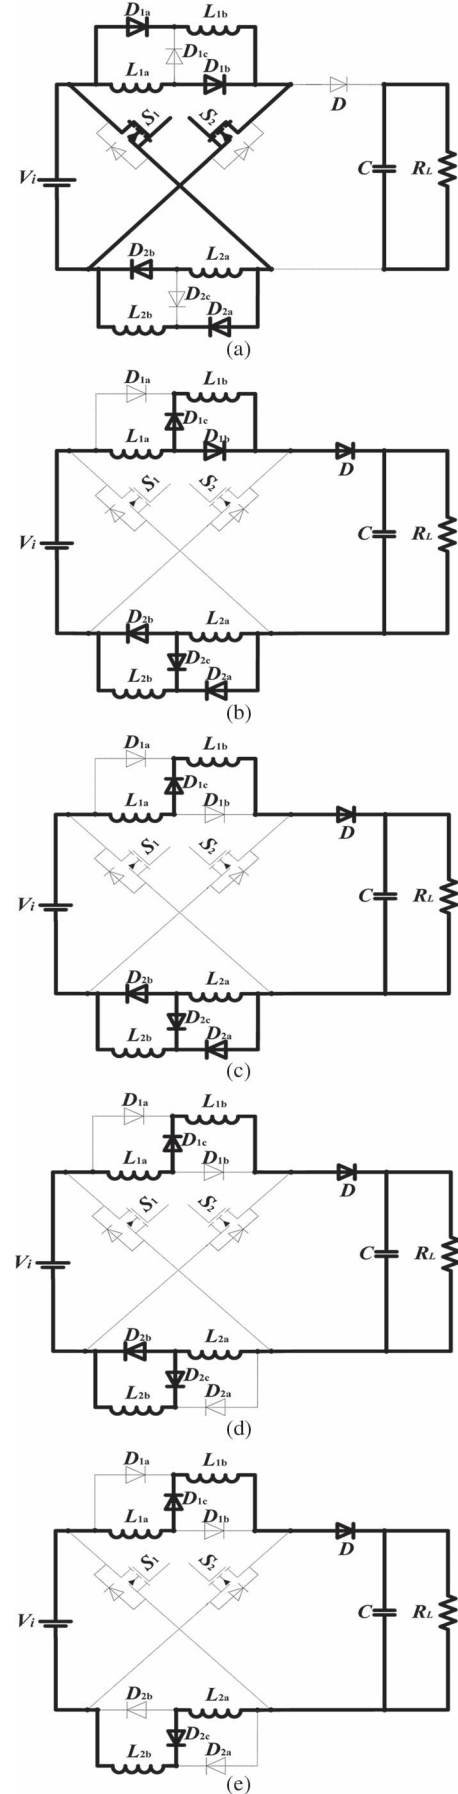 D1a L1b
D1c
L1a D1b
S1 S2 D
Vi C RL
D2b L2a
D2c
L2b D2a
(a)
D1a L1b
D1c
L1a D1b
S1 S2 D
Vi C RL
D2b L2a
D2c
L2b D2a
(b)
D1a L1b
D1c
L1a D1b
S1 S2 D
Vi C RL
D2b L2a
D2c
L2b D2a
(c)
D1a L1b
D1c
L1a D1b
S1 S2 D
Vi C RL
D2b L2a
D2c
L2b D2a
(d)
D1a L1b
D1c
L1a D1b
S1 S2 D
Vi C RL
D2b L2a
D2c
L2b D2a
(e)